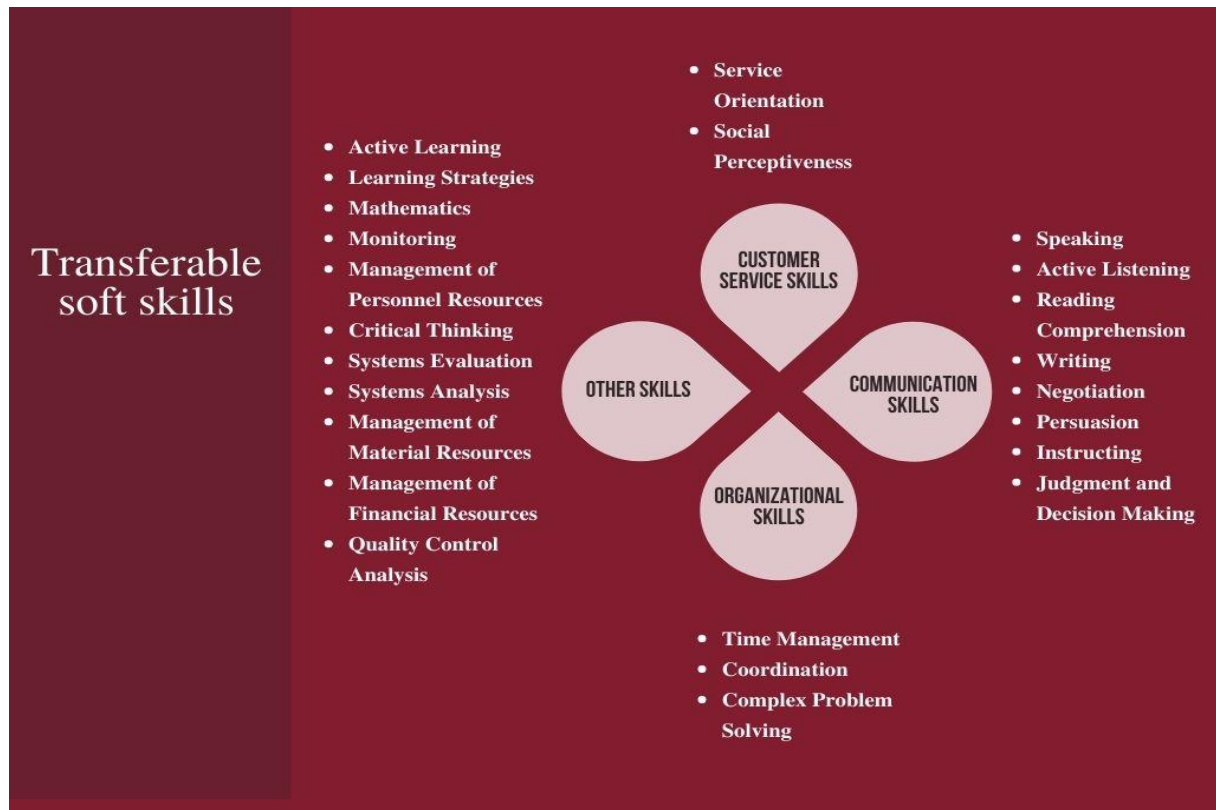 Transferable
soft skills
• Active Learning
• Learning Strategies
• Mathematics
• Monitoring
• Management of
Personnel Resources
• Critical Thinking
• Systems Evaluation
• Systems Analysis
• Management of
Material Resources
• Management of
Financial Resources
• Quality Control
Analysis
• Service
Orientation
• Social
Perceptiveness
CUSTOMER
SERVICE SKILLS
OTHER SKILLS
COMMUNICATION
SKILLS
ORGANIZATIONAL
SKILLS
• Speaking
• Active Listening
• Reading
Comprehension
• Writing
• Negotiation
• Persuasion
• Instructing
• Judgment and
Decision Making
• Time Management
• Coordination
• Complex Problem
Solving